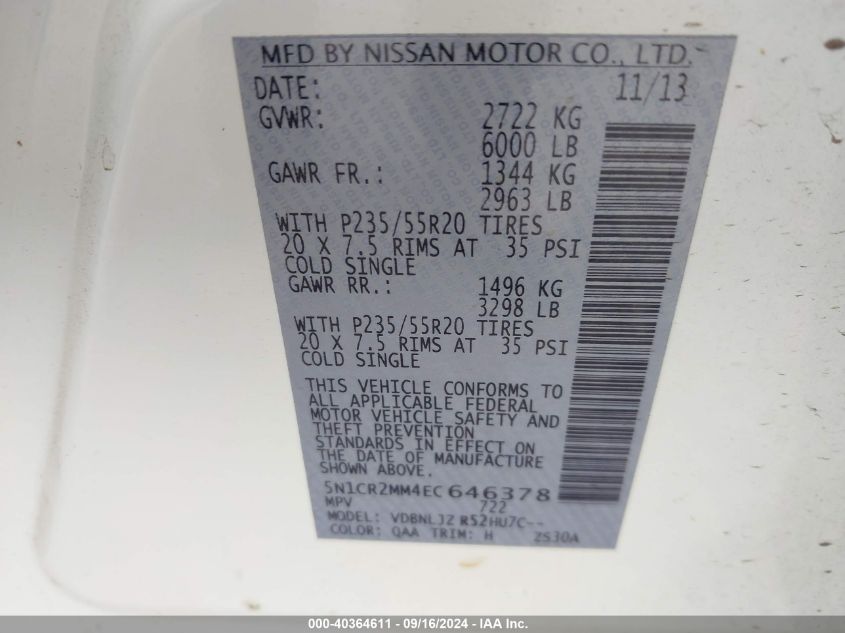 MFD BY NISSAN MOTOR CO., LTD.
DATE: 11/13
GVWR: 2722 KG
6000 LB
GAWR FR.: 1344 KG
2963 LB
WITH P235/55R20 TIRES
20 X 7.5 RIMS AT 35 PSI
COLD SINGLE
GAWR RR.: 1496 KG
3298 LB
WITH P235/55R20 TIRES
20 X 7.5 RIMS AT 35 PSI
COLD SINGLE
THIS VEHICLE CONFORMS TO
ALL APPLICABLE FEDERAL
MOTOR VEHICLE SAFETY AND
THEFT PREVENTION
STANDARDS IN EFFECT ON
THE DATE OF MANUFACTURE
SHOWN ABOVE.
5N1CR2MM4EC646378
MPV 722
MODEL: VDBNLJZ R52HU7C--
COLOR: QAA TRIM: H 2S30A
000-40364611 - 09/16/2024 - IAA Inc.